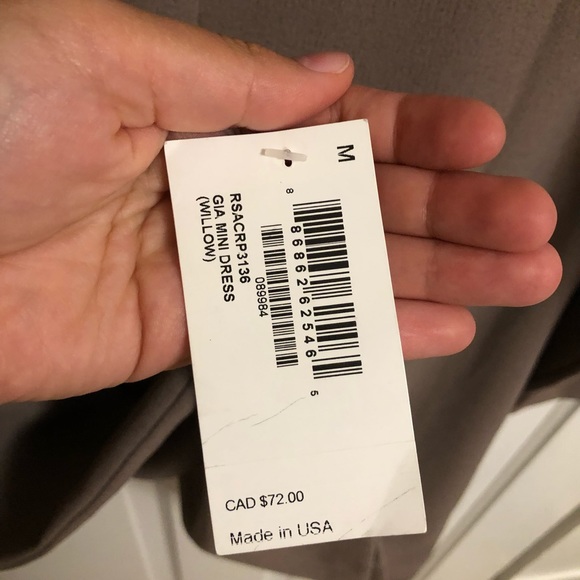 M
RSACRP3136
GIA MINI DRESS
(WILLOW)
089984
8 86862 62546 5
CAD $72.00
Made in USA